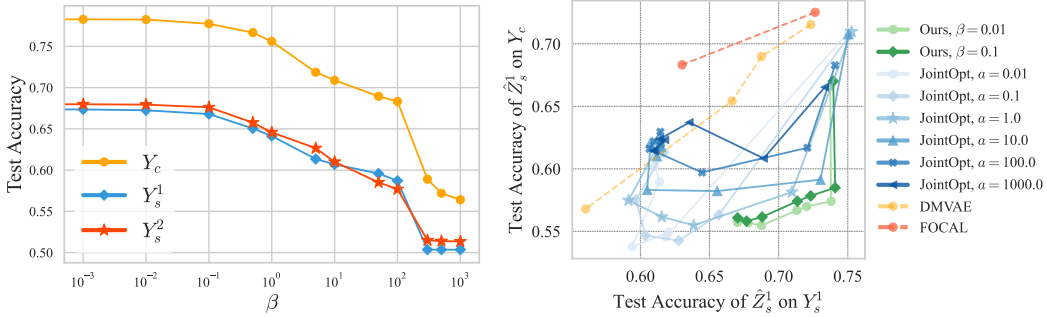 Test Accuracy
0.75
0.70
0.65
0.60
0.55
0.50
Y_c
Y_s^1
Y_s^2
10^{-3}
10^{-2}
10^{-1}
10^0
10^1
10^2
10^3
β
Test Accuracy of Ẑ_s^1 on Y_c
0.70
0.65
0.60
0.55
0.60
0.65
0.70
0.75
Test Accuracy of Ẑ_s^1 on Y_s^1
Ours, β = 0.01
Ours, β = 0.1
JointOpt, a = 0.01
JointOpt, a = 0.1
JointOpt, a = 1.0
JointOpt, a = 10.0
JointOpt, a = 100.0
JointOpt, a = 1000.0
DMVAE
FOCAL